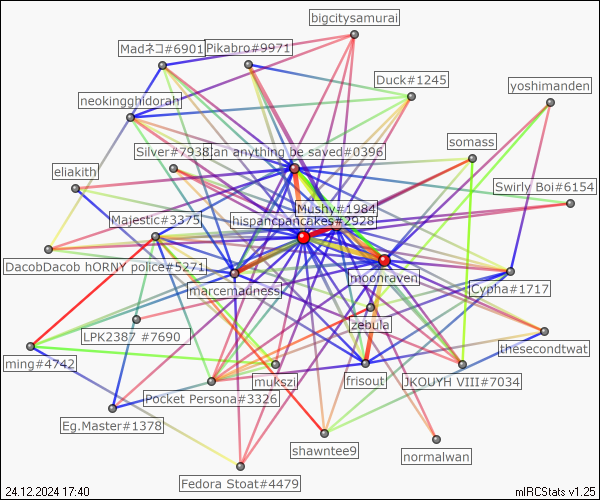 bigcitysamurai
Madネコ#6901
Pikabro#9971
Duck#1245
yoshimanden
neokingghidorah
somass
Silver#7938
an anything be saved#0396
eliakith
Swirly Boi#6154
Mushy#1984
Majestic#3375
hispancpancakes#2928
DacobDacob hORNY police#5271
moonraven
Cypha#1717
marcemadness
LPK2387 #7690
zebula
thesecondtwat
ming#4742
mukszi
frisout
JKOUYH VIII#7034
Pocket Persona#3326
Eg.Master#1378
shawntee9
normalwan
Fedora Stoat#4479
24.12.2024 17:40
mIRCStats v1.25